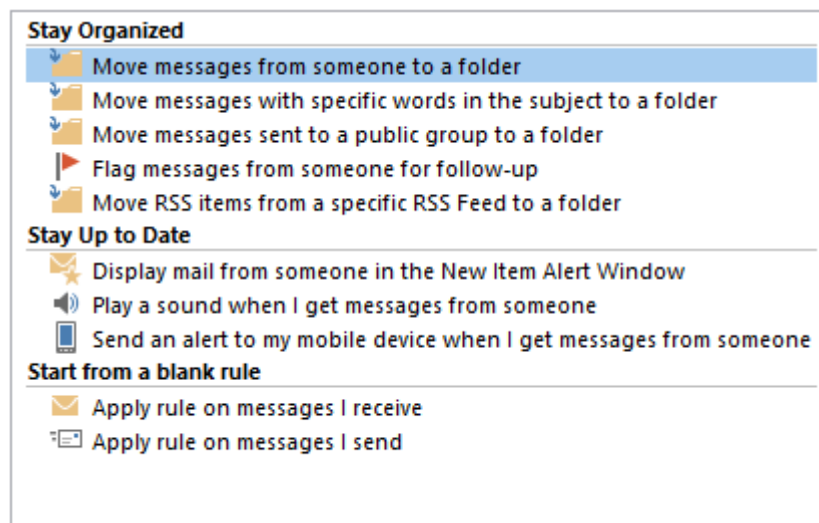 Stay Organized
Move messages from someone to a folder
Move messages with specific words in the subject to a folder
Move messages sent to a public group to a folder
Flag messages from someone for follow-up
Move RSS items from a specific RSS Feed to a folder
Stay Up to Date
Display mail from someone in the New Item Alert Window
Play a sound when I get messages from someone
Send an alert to my mobile device when I get messages from someone
Start from a blank rule
Apply rule on messages I receive
Apply rule on messages I send